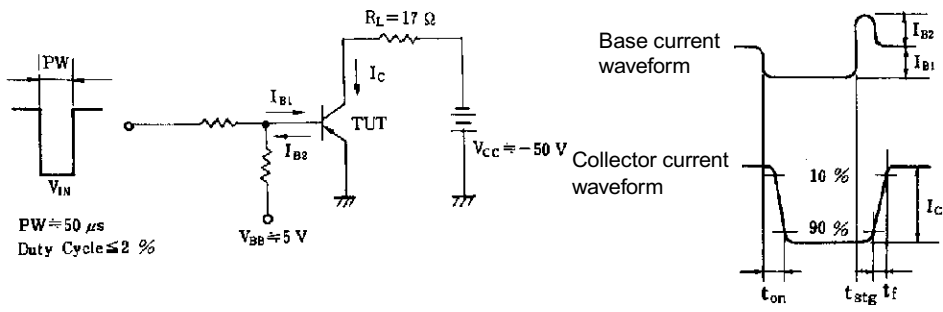 PW
V_IN
PW≒50 μs
Duty Cycle≦2 %
R_L=17 Ω
I_C
I_B1
TUT
I_B2
V_CC≒−50 V
V_BB≒5 V
Base current
waveform
I_B2
I_B1
Collector current
waveform
10 %
90 %
I_C
t_on
t_stg
t_f